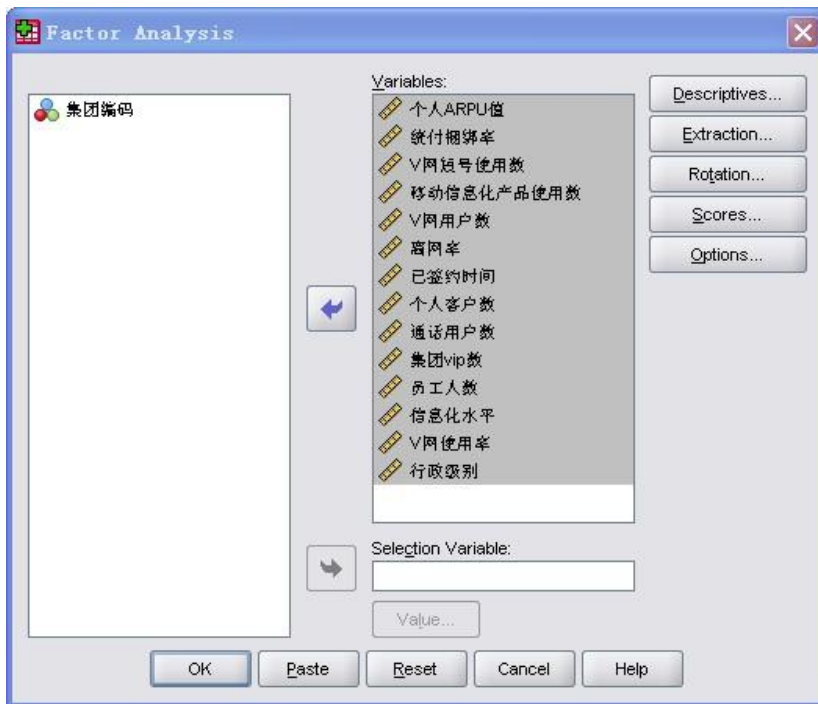 Factor Analysis
集团编码
Variables:
个人ARPU值
统付捆绑率
V网短号使用数
移动信息化产品使用数
V网用户数
离网率
已签约时间
个人客户数
通话用户数
集团vip数
员工人数
信息化水平
V网使用率
行政级别
Descriptives...
Extraction...
Rotation...
Scores...
Options...
Selection Variable:
Value...
OK
Paste
Reset
Cancel
Help